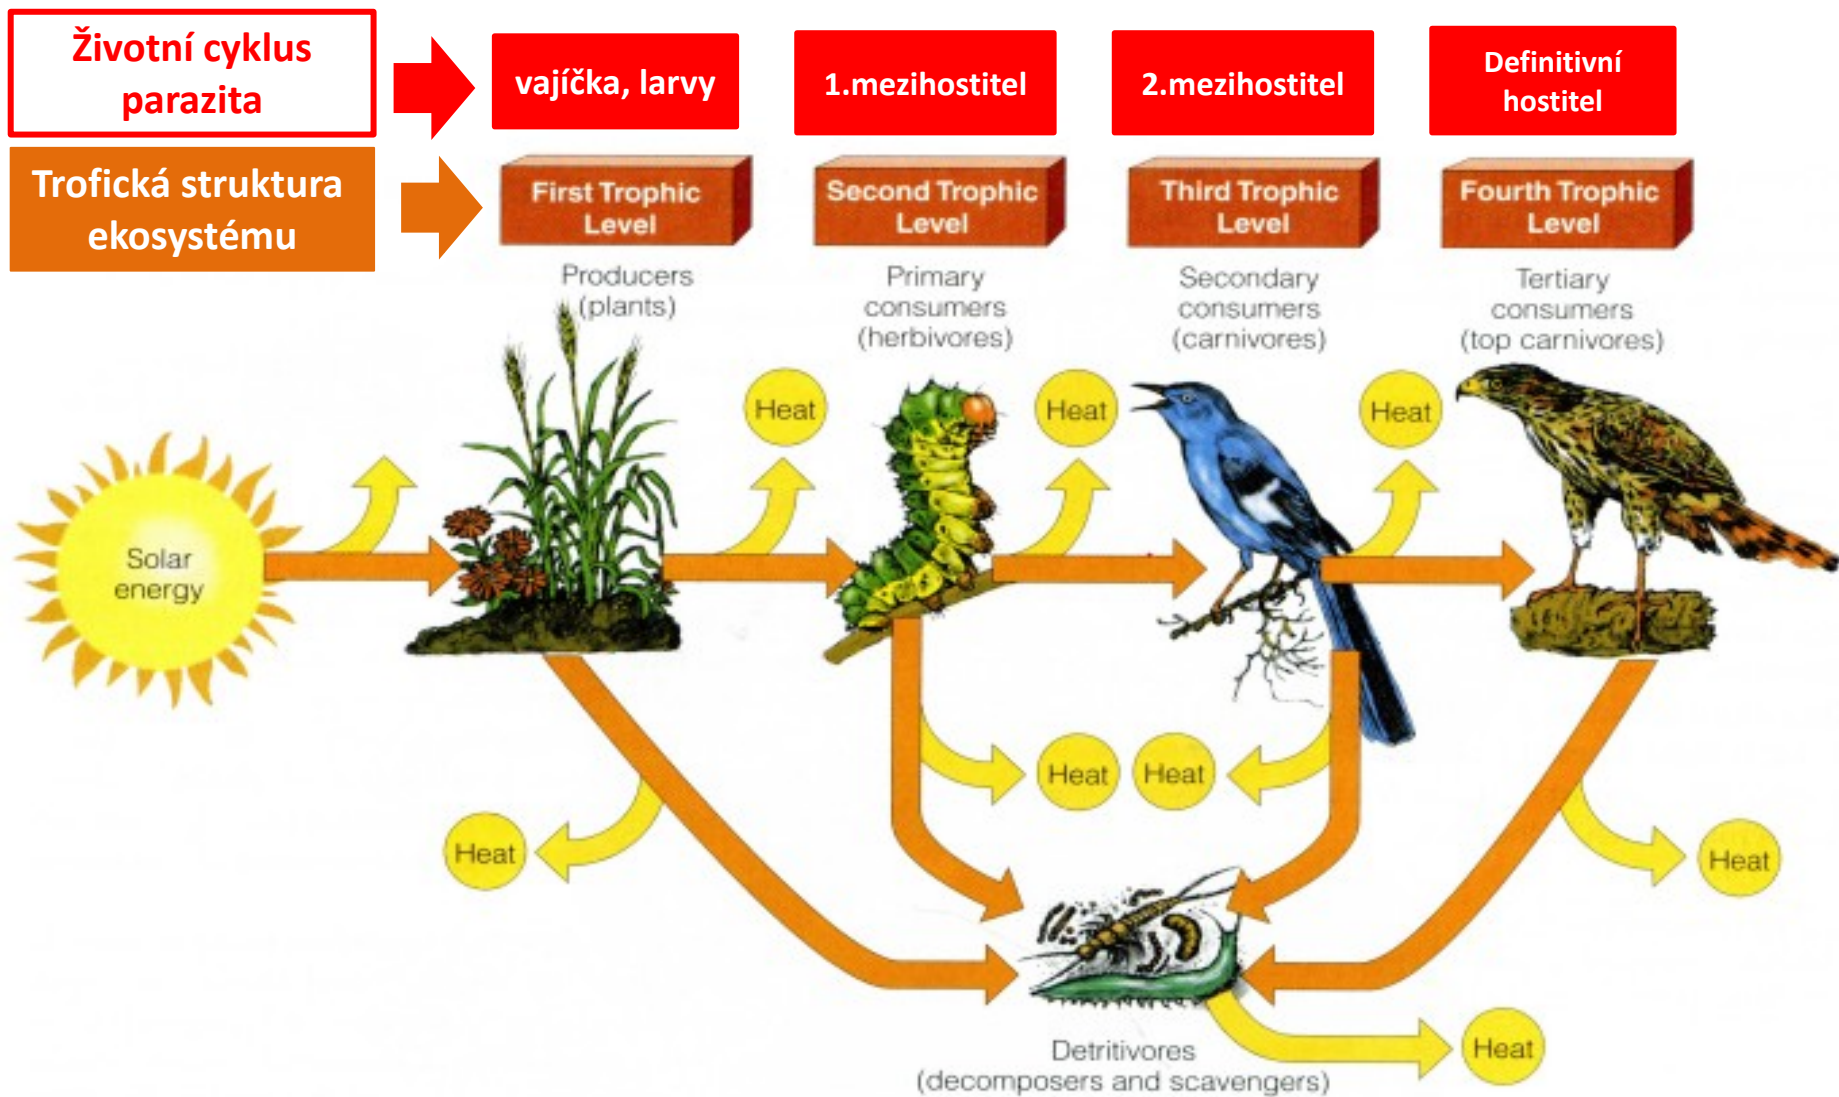 Životní cyklus
parazita
vajíčka, larvy
1.mezihostitel
2.mezihostitel
Definitivní
hostitel
Trofická struktura
ekosystému
First Trophic
Level
Second Trophic
Level
Third Trophic
Level
Fourth Trophic
Level
Producers
(plants)
Primary
consumers
(herbivores)
Secondary
consumers
(carnivores)
Tertiary
consumers
(top carnivores)
Heat
Heat
Heat
Solar
energy
Heat
Heat
Heat
Heat
Detritivores
(decomposers and scavengers)
Heat